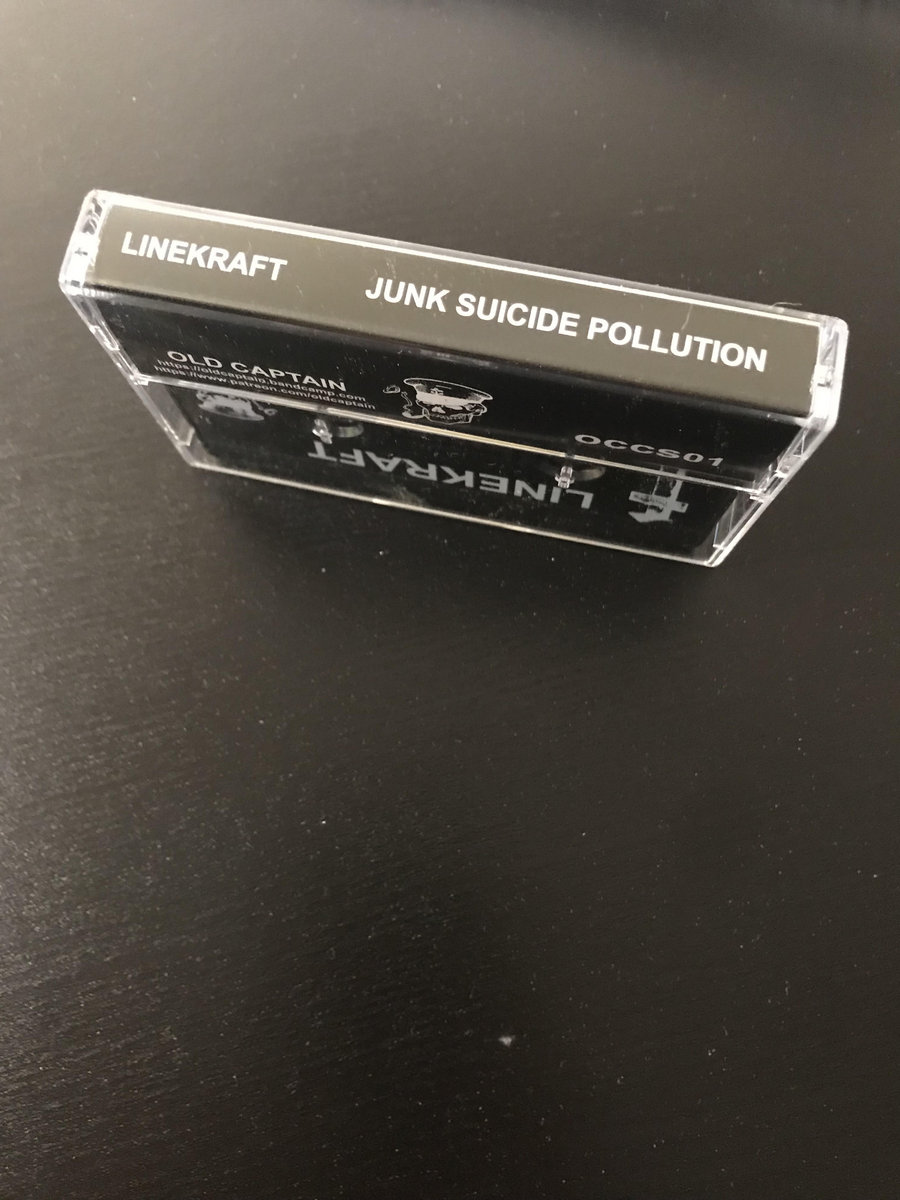 LINEKRAFT JUNK SUICIDE POLLUTION
OLD CAPTAIN
https://oldcaptain.bandcamp.com
https://www.patreon.com/oldcaptain
OCCS01
LINEKRAFT